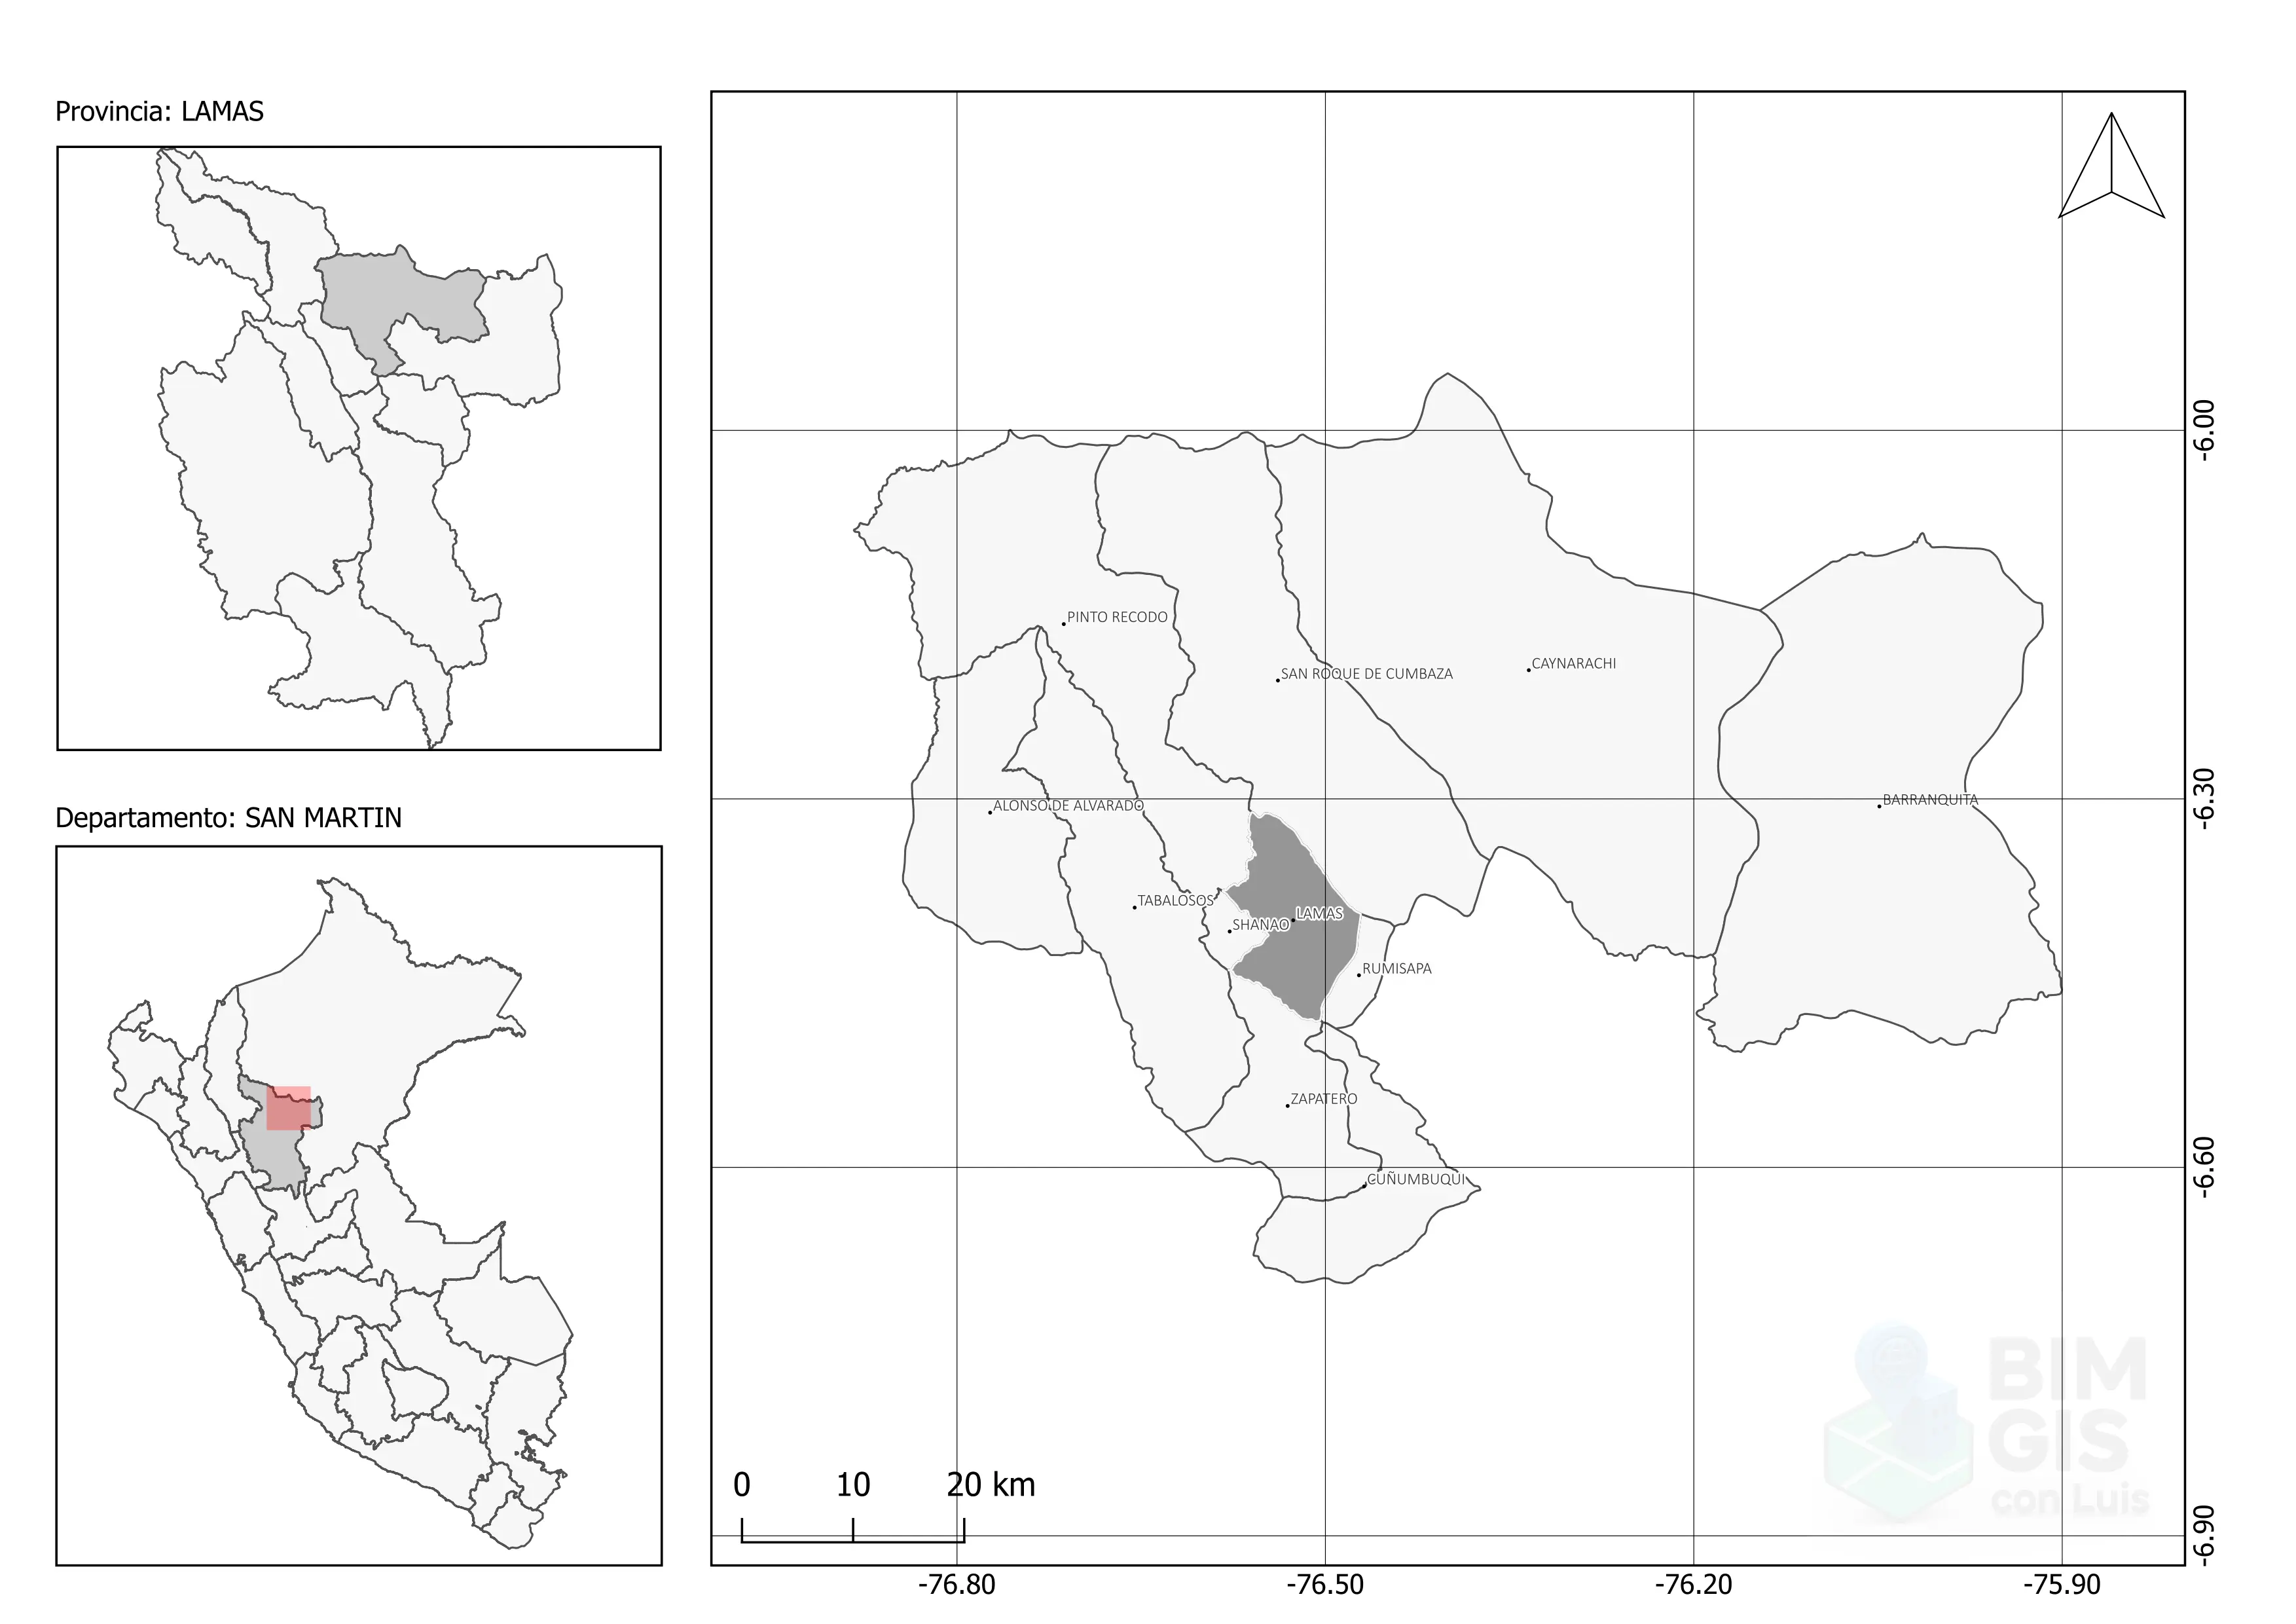 Provincia: LAMAS
Departamento: SAN MARTIN
PINTO RECODO
SAN ROQUE DE CUMBAZA
CAYNARACHI
ALONSO DE ALVARADO
BARRANQUITA
TABALOSOS
SHANAO
LAMAS
RUMISAPA
ZAPATERO
CUÑUMBUQUI
-6.00
-6.30
-6.60
-6.90
0 10 20 km
-76.80 -76.50 -76.20 -75.90
BIM
GIS
con Luis